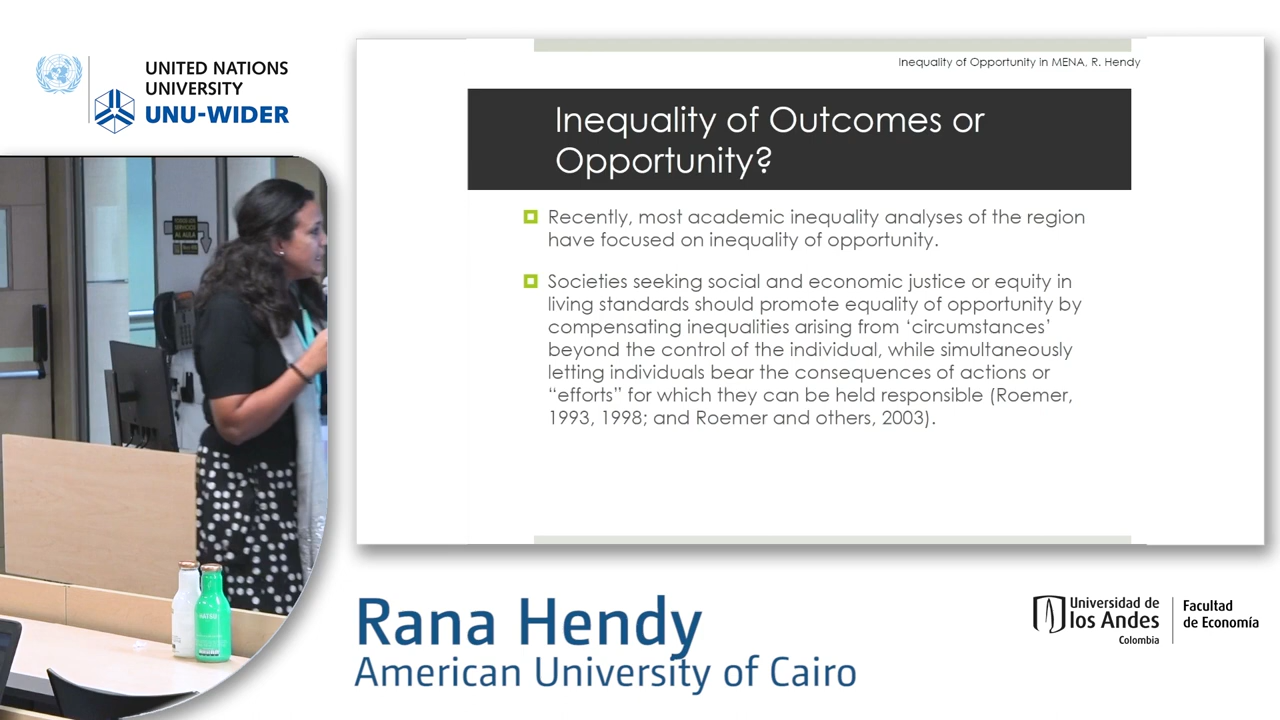 UNITED NATIONS
UNIVERSITY
UNU-WIDER
Inequality of Opportunity in MENA, R. Hendy
Inequality of Outcomes or
Opportunity?
Recently, most academic inequality analyses of the region
have focused on inequality of opportunity.
Societies seeking social and economic justice or equity in
living standards should promote equality of opportunity by
compensating inequalities arising from ‘circumstances’
beyond the control of the individual, while simultaneously
letting individuals bear the consequences of actions or
“efforts” for which they can be held responsible (Roemer,
1993, 1998; and Roemer and others, 2003).
Rana Hendy
American University of Cairo
Universidad de
los Andes
Colombia
Facultad
de Economía